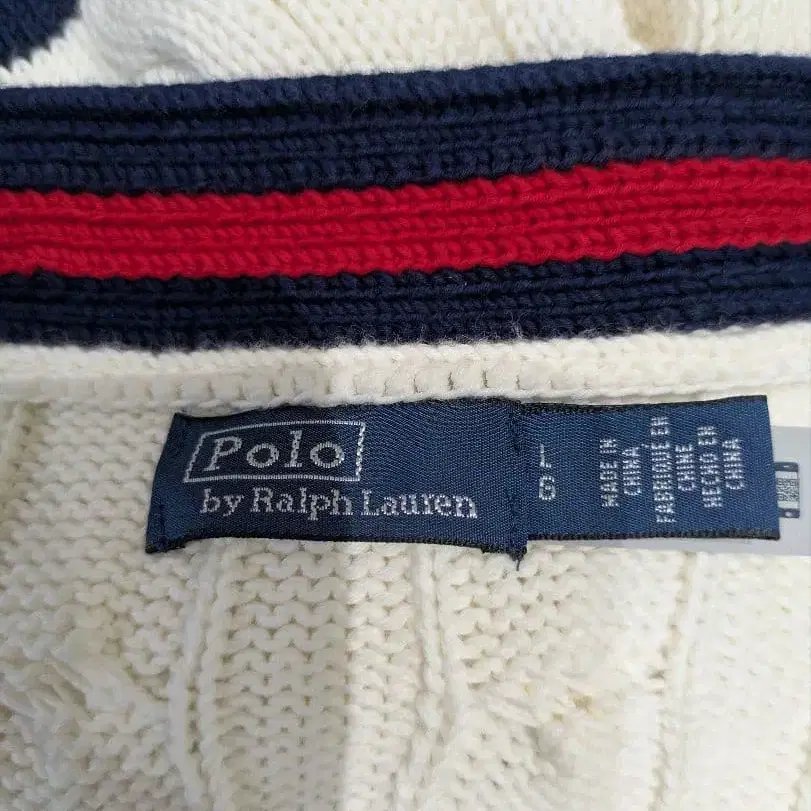 Polo
by Ralph Lauren
L
G
MADE IN
CHINA
FABRIQUE EN
CHINE
HECHO EN
CHINA